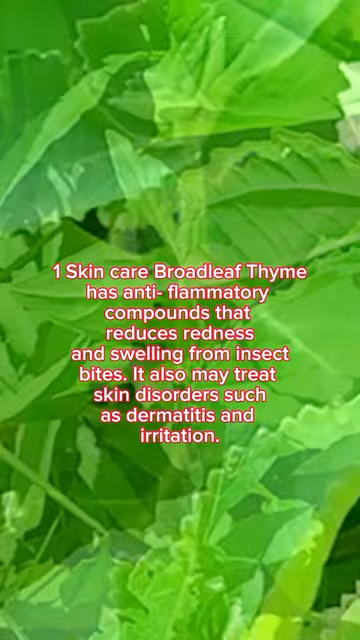 1 Skin care Broadleaf Thyme
has anti- flammatory
compounds that
reduces redness
and swelling from insect
bites. It also may treat
skin disorders such
as dermatitis and
irritation.